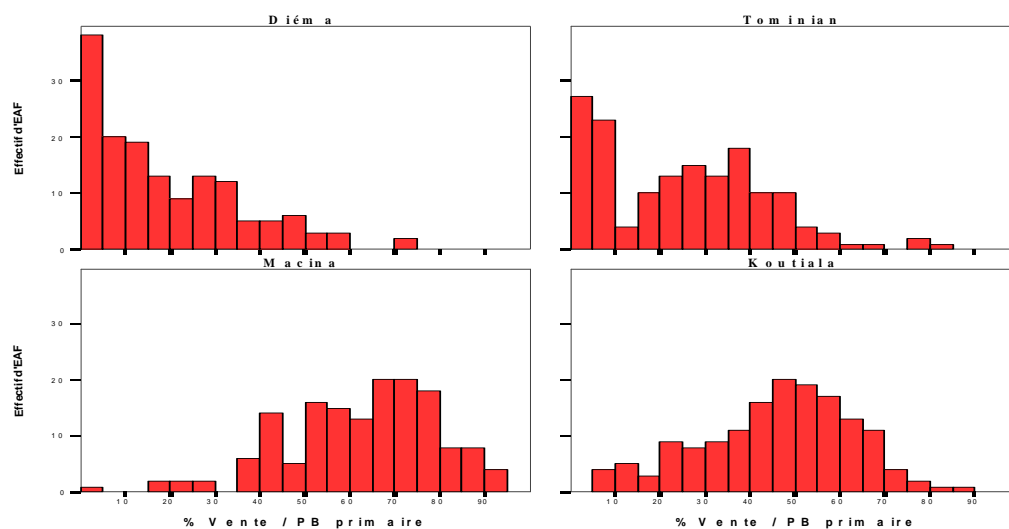 Diéma
Tominian
Effectif d'EAF
30
20
10
0
Macina
Koutiala
Effectif d'EAF
30
20
10
0
10 20 30 40 50 60 70 80 90
10 20 30 40 50 60 70 80 90
% Vente / PB primaire
% Vente / PB primaire